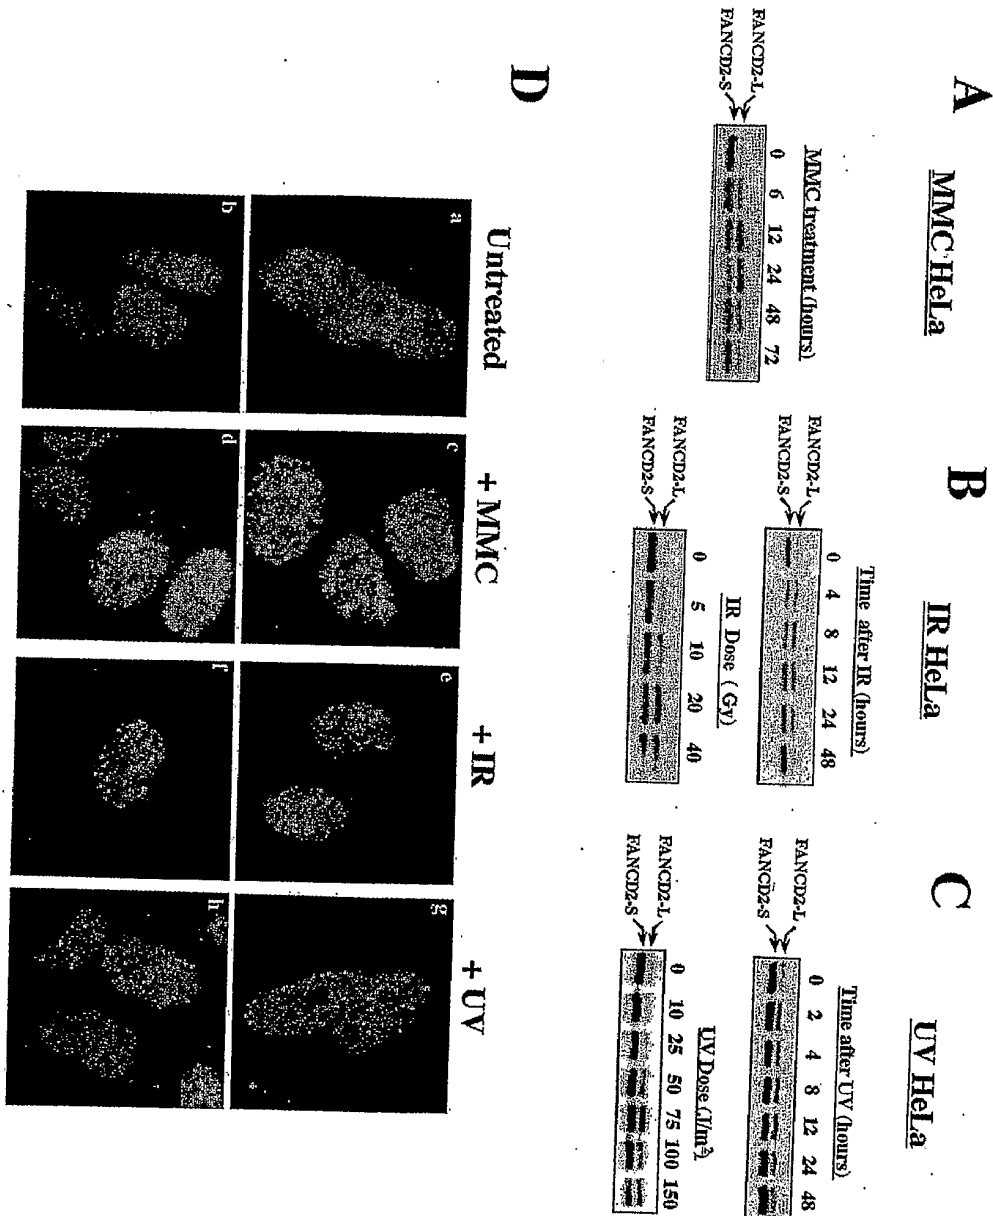 A
MMC HeLa
MMC treatment (hours)
0 6 12 24 48 72
FANCD2-L
FANCD2-S
B
IR HeLa
Time after IR (hours)
0 4 8 12 24 48
FANCD2-L
FANCD2-S
IR Dose (Gy)
0 5 10 20 40
FANCD2-L
FANCD2-S
C
UV HeLa
Time after UV (hours)
0 2 4 8 12 24 48
FANCD2-L
FANCD2-S
UV Dose (J/m²)
0 10 25 50 75 100 150
FANCD2-L
FANCD2-S
D
Untreated + MMC + IR + UV
a c e g
b d f h